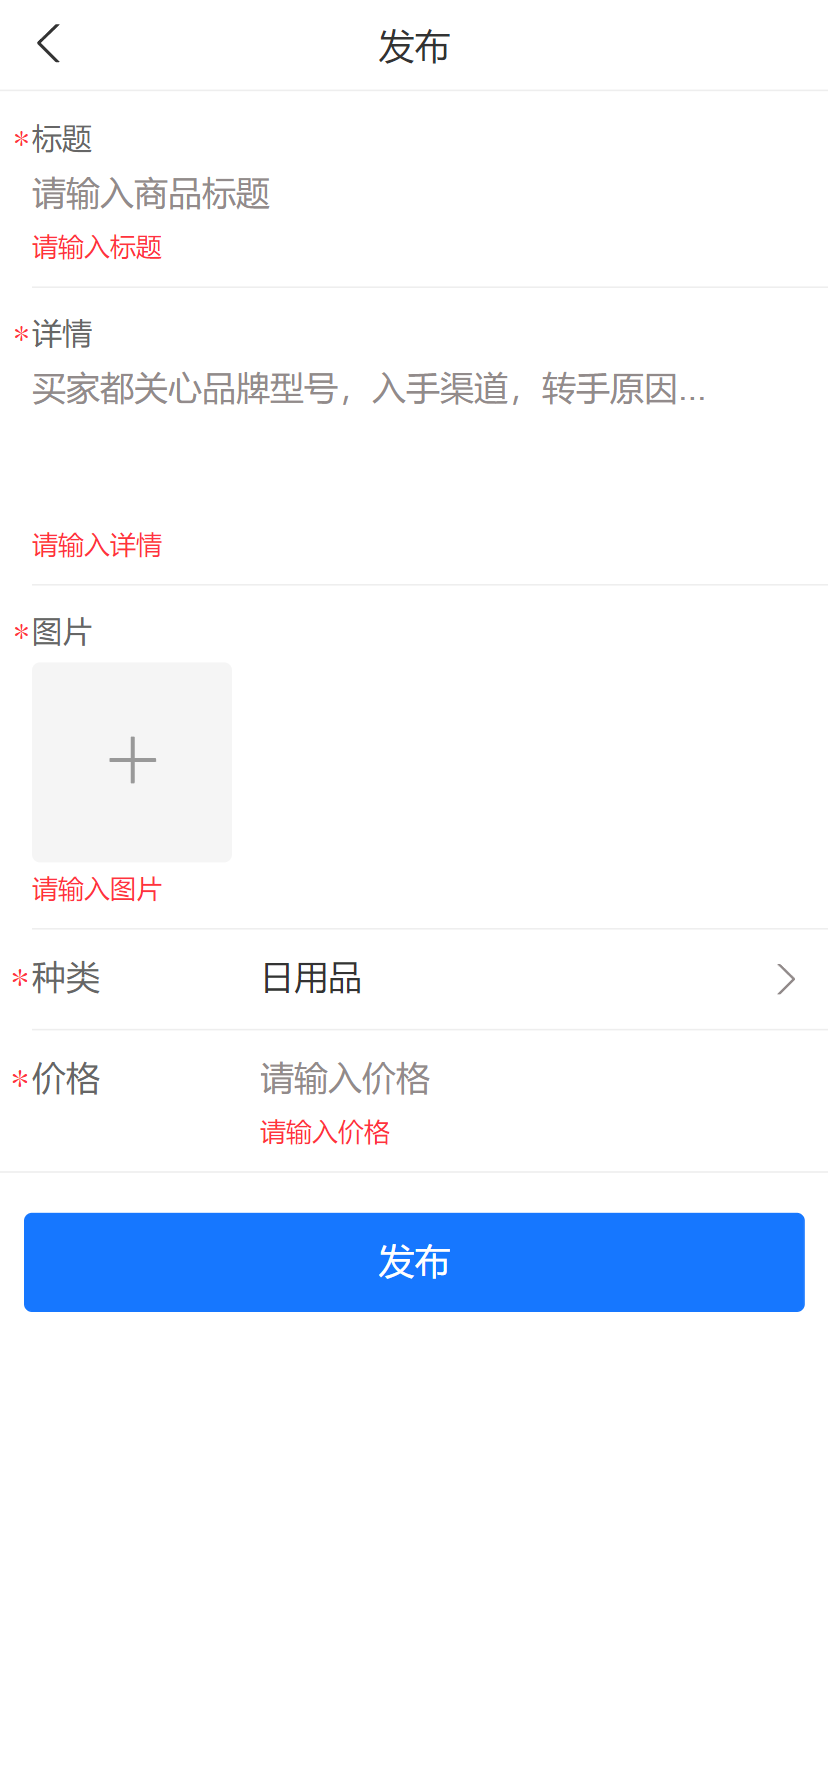 发布
*标题
请输入商品标题
请输入标题
*详情
买家都关心品牌型号，入手渠道，转手原因...
请输入详情
*图片
请输入图片
*种类 日用品
*价格 请输入价格
请输入价格
发布